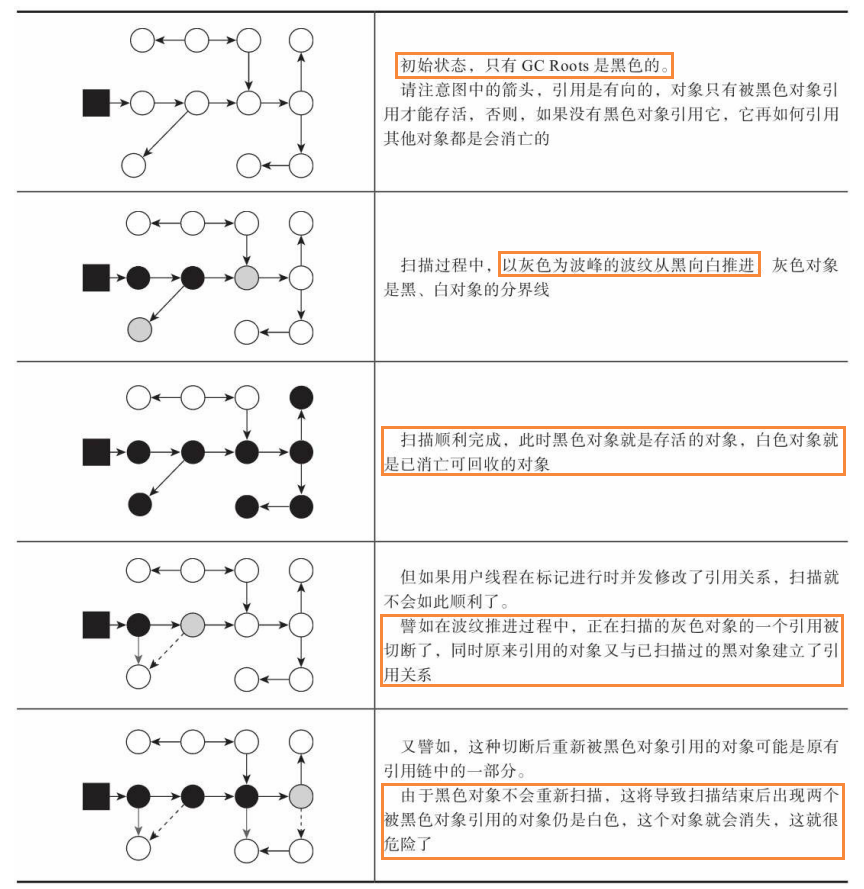 初始状态，只有 GC Roots 是黑色的。
请注意图中的箭头，引用是有向的，对象只有被黑色对象引
用才能存活，否则，如果没有黑色对象引用它，它再如何引用
其他对象都是会消亡的
扫描过程中，以灰色为波峰的波纹从黑向白推进 灰色对象
是黑、白对象的分界线
扫描顺利完成，此时黑色对象就是存活的对象，白色对象就
是已消亡可回收的对象
但如果用户线程在标记进行时并发修改了引用关系，扫描就
不会如此顺利了。
譬如在波纹推进过程中，正在扫描的灰色对象的一个引用被
切断了，同时原来引用的对象又与已扫描过的黑对象建立了引
用关系
又譬如，这种切断后重新被黑色对象引用的对象可能是原有
引用链中的一部分。
由于黑色对象不会重新扫描，这将导致扫描结束后出现两个
被黑色对象引用的对象仍是白色，这个对象就会消失，这就很
危险了